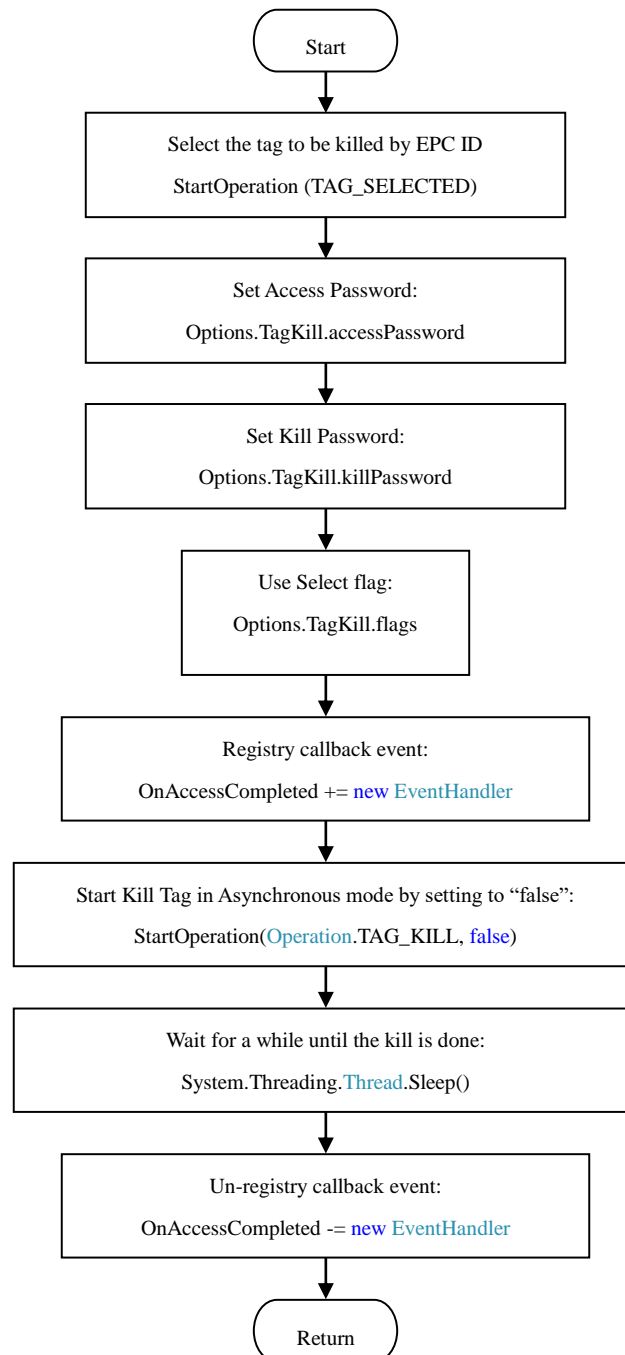 Start
Select the tag to be killed by EPC ID
StartOperation (TAG_SELECTED)
Set Access Password:
Options.TagKill.accessPassword
Set Kill Password:
Options.TagKill.killPassword
Use Select flag:
Options.TagKill.flags
Registry callback event:
OnAccessCompleted += new EventHandler
Start Kill Tag in Asynchronous mode by setting to “false”:
StartOperation(Operation.TAG_KILL, false)
Wait for a while until the kill is done:
System.Threading.Thread.Sleep()
Un-registry callback event:
OnAccessCompleted -= new EventHandler
Return